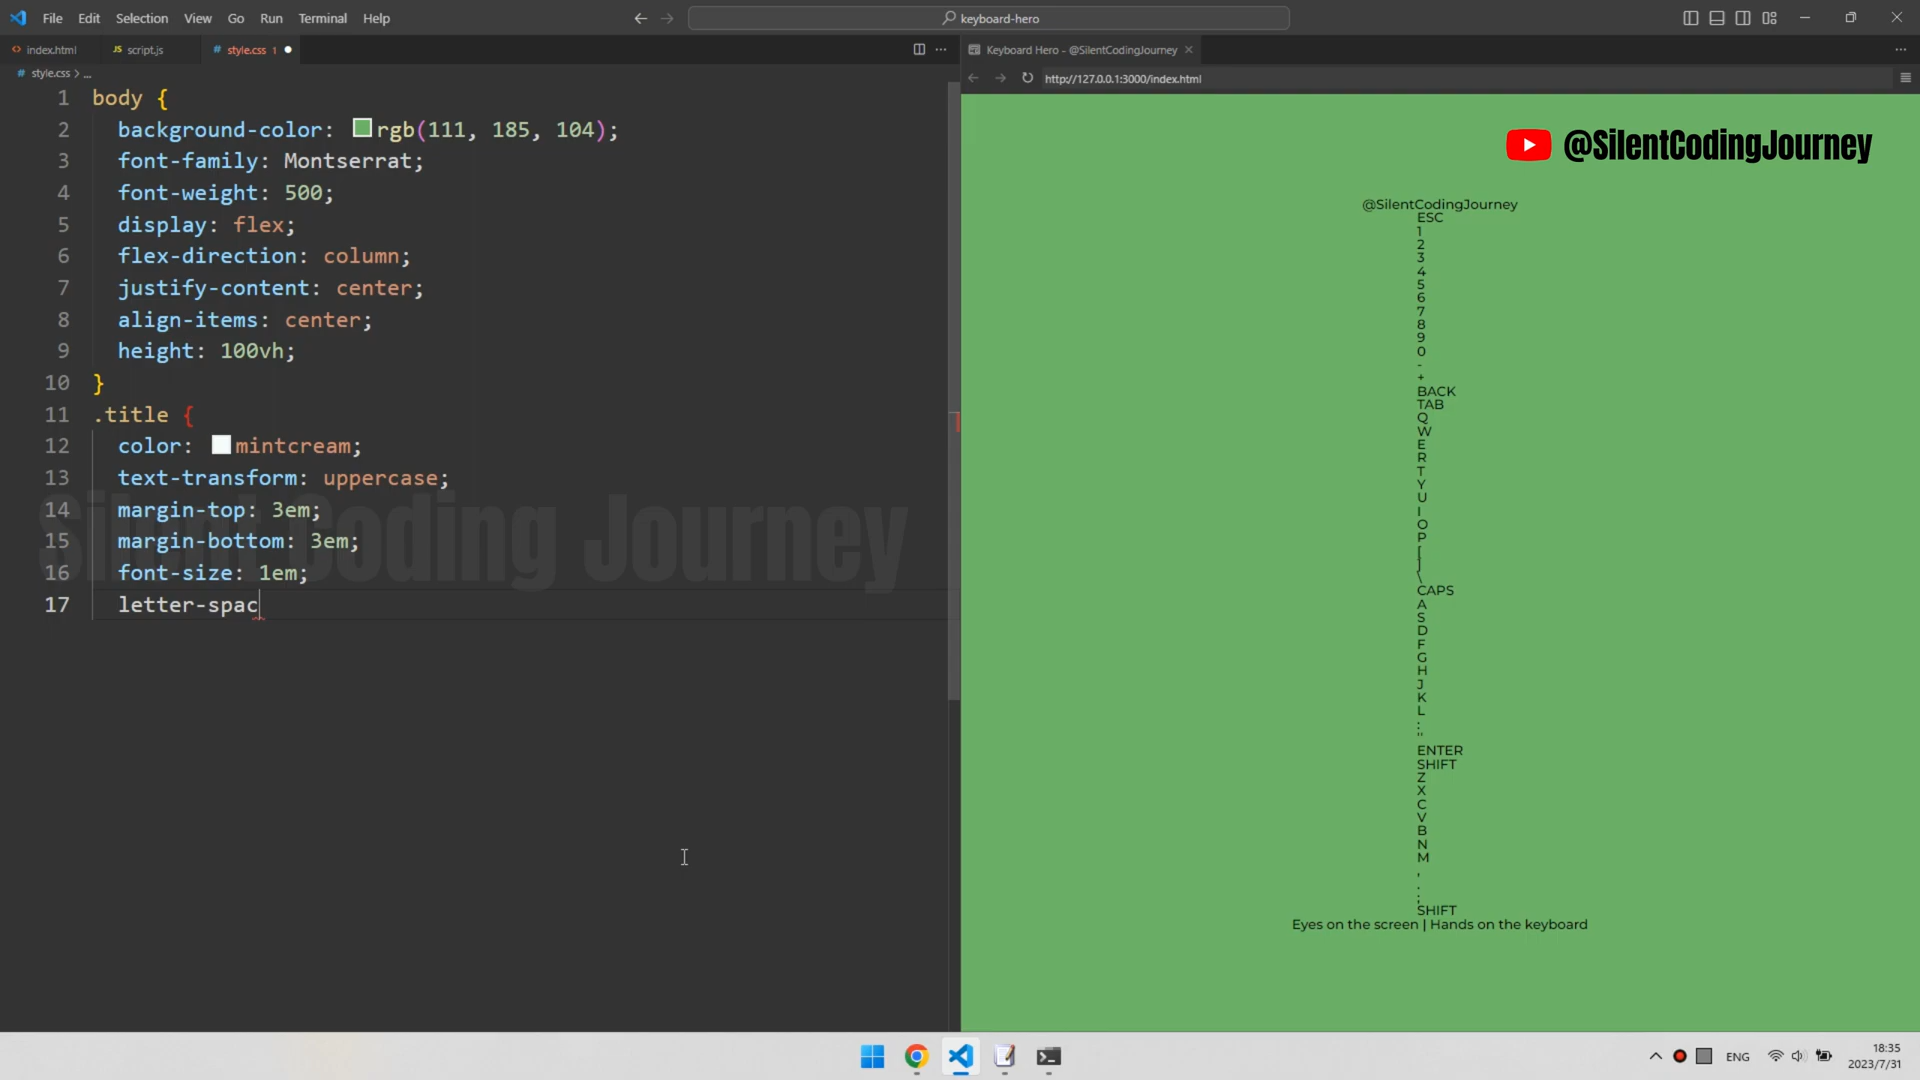 File Edit Selection View Go Run Terminal Help
keyboard-hero
index.html
JS script.js
# style.css 1
Keyboard Hero - @SilentCodingJourney
# style.css > ...
http://127.0.0.1:3000/index.html
1 body {
2 background-color: rgb(111, 185, 104);
3 font-family: Montserrat;
4 font-weight: 500;
5 display: flex;
6 flex-direction: column;
7 justify-content: center;
8 align-items: center;
9 height: 100vh;
10 }
11 .title {
12 color: mintcream;
13 text-transform: uppercase;
14 margin-top: 3em;
15 margin-bottom: 3em;
16 font-size: 1em;
17 letter-spac
Silent Coding Journey
@SilentCodingJourney
@SilentCodingJourney
ESC
1
2
3
4
5
6
7
8
9
0
-
+
BACK
TAB
Q
W
E
R
T
Y
U
I
O
P
[
]
\
CAPS
A
S
D
F
G
H
J
K
L
:
"
ENTER
SHIFT
Z
X
C
V
B
N
M
,
.
;
SHIFT
Eyes on the screen | Hands on the keyboard
ENG
18:35
2023/7/31